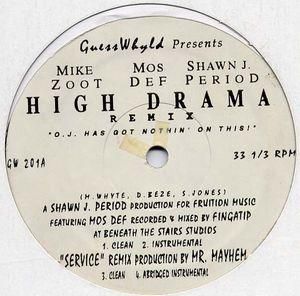 GuessWhyld Presents
MIKE MOS SHAWN J.
ZOOT DEF PERIOD
HIGH DRAMA
REMIX
"O.J. HAS GOT NOTHIN' ON THIS!"
GW 201A
33 1/3 RPM
(M. WHYTE, D. BEZE, S. JONES)
A SHAWN J. PERIOD PRODUCTION FOR FRUITION MUSIC
FEATURING MOS DEF RECORDED & MIXED BY FINGATIP
AT BENEATH THE STAIRS STUDIOS
1. CLEAN 2. INSTRUMENTAL
"SERVICE" REMIX PRODUCTION BY MR. MAYHEM
3. CLEAN 4. ABRIDGED INSTRUMENTAL